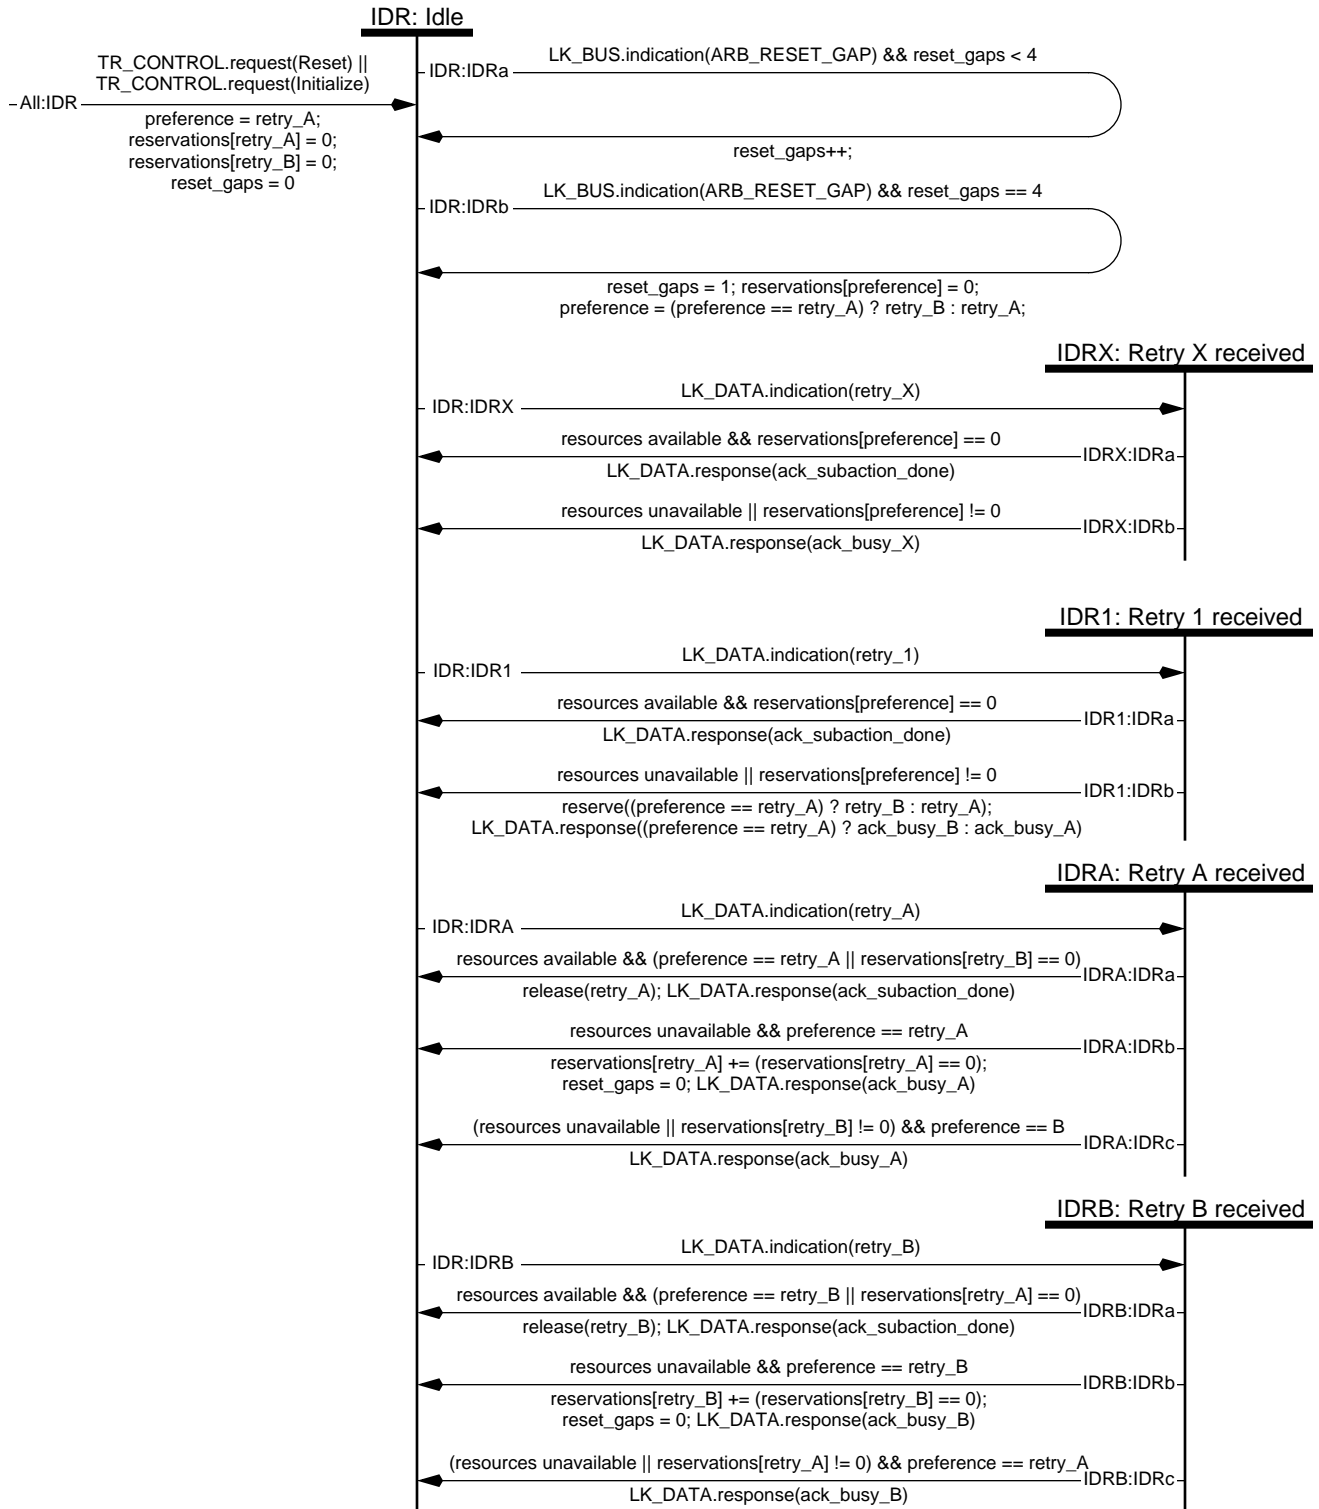 IDR: Idle
TR_CONTROL.request(Reset) ||
TR_CONTROL.request(Initialize)
All:IDR
preference = retry_A;
reservations[retry_A] = 0;
reservations[retry_B] = 0;
reset_gaps = 0
LK_BUS.indication(ARB_RESET_GAP) && reset_gaps < 4
IDR:IDRa
reset_gaps++;
LK_BUS.indication(ARB_RESET_GAP) && reset_gaps == 4
IDR:IDRb
reset_gaps = 1; reservations[preference] = 0;
preference = (preference == retry_A) ? retry_B : retry_A;
IDRX: Retry X received
LK_DATA.indication(retry_X)
IDR:IDRX
resources available && reservations[preference] == 0
IDRX:IDRa
LK_DATA.response(ack_subaction_done)
resources unavailable || reservations[preference] != 0
IDRX:IDRb
LK_DATA.response(ack_busy_X)
IDR1: Retry 1 received
LK_DATA.indication(retry_1)
IDR:IDR1
resources available && reservations[preference] == 0
IDR1:IDRa
LK_DATA.response(ack_subaction_done)
resources unavailable || reservations[preference] != 0
IDR1:IDRb
reserve((preference == retry_A) ? retry_B : retry_A);
LK_DATA.response((preference == retry_A) ? ack_busy_B : ack_busy_A)
IDRA: Retry A received
LK_DATA.indication(retry_A)
IDR:IDRA
resources available && (preference == retry_A || reservations[retry_B] == 0)
IDRA:IDRa
release(retry_A); LK_DATA.response(ack_subaction_done)
resources unavailable && preference == retry_A
IDRA:IDRb
reservations[retry_A] += (reservations[retry_A] == 0);
reset_gaps = 0; LK_DATA.response(ack_busy_A)
(resources unavailable || reservations[retry_B] != 0) && preference == B
IDRA:IDRc
LK_DATA.response(ack_busy_A)
IDRB: Retry B received
LK_DATA.indication(retry_B)
IDR:IDRB
resources available && (preference == retry_B || reservations[retry_A] == 0)
IDRB:IDRa
release(retry_B); LK_DATA.response(ack_subaction_done)
resources unavailable && preference == retry_B
IDRB:IDRb
reservations[retry_B] += (reservations[retry_B] == 0);
reset_gaps = 0; LK_DATA.response(ack_busy_B)
(resources unavailable || reservations[retry_A] != 0) && preference == retry_A
IDRB:IDRc
LK_DATA.response(ack_busy_B)